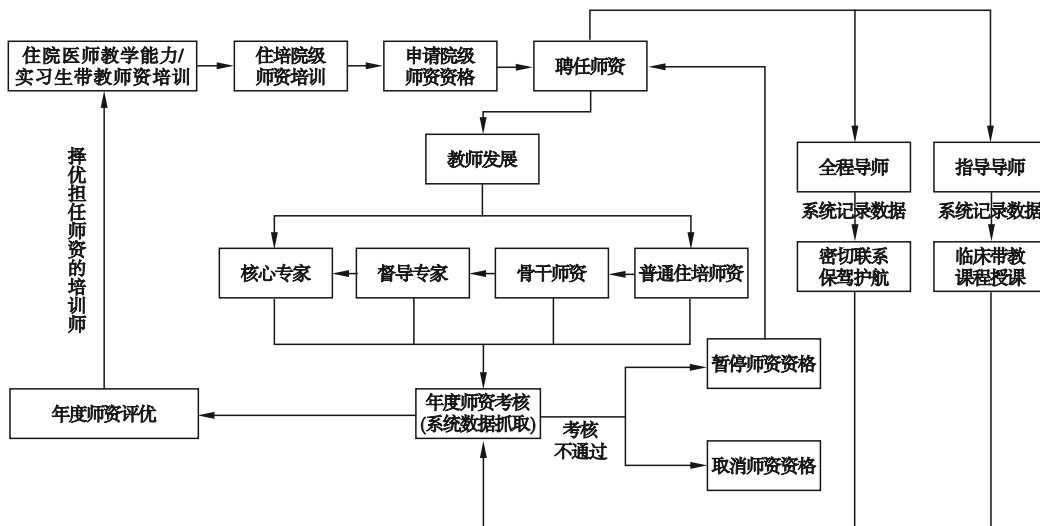 住院医师教学能力/
实习生带教师资培训
住培院级
师资培训
申请院级
师资资格
聘任师资
教师发展
全程导师
指导导师
系统记录数据
系统记录数据
择优担任师资的培训师
核心专家
督导专家
骨干师资
普通住培师资
密切联系
保驾护航
临床带教
课程授课
暂停师资资格
年度师资评优
年度师资考核
(系统数据抓取)
考核
不通过
取消师资资格